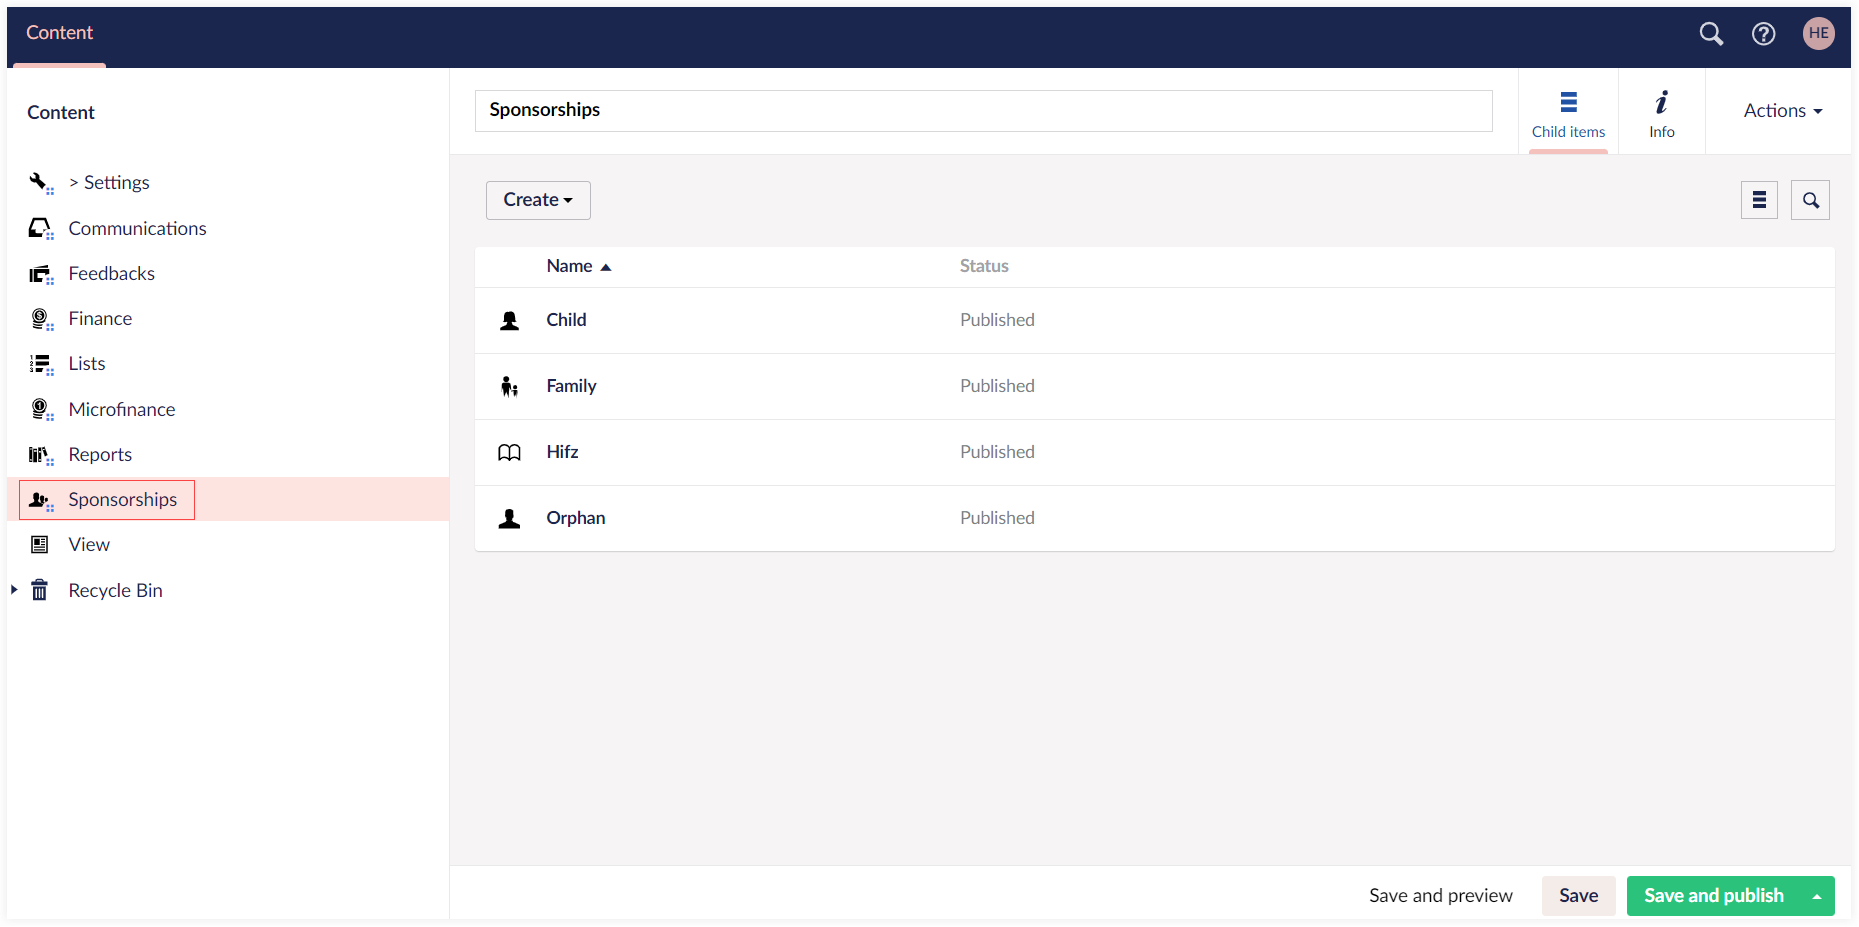 Content
HE
Content
> Settings
Communications
Feedbacks
Finance
Lists
Microfinance
Reports
Sponsorships
View
Recycle Bin
Sponsorships
Child items
Info
Actions
Create
Name Status
Child Published
Family Published
Hifz Published
Orphan Published
Save and preview Save Save and publish